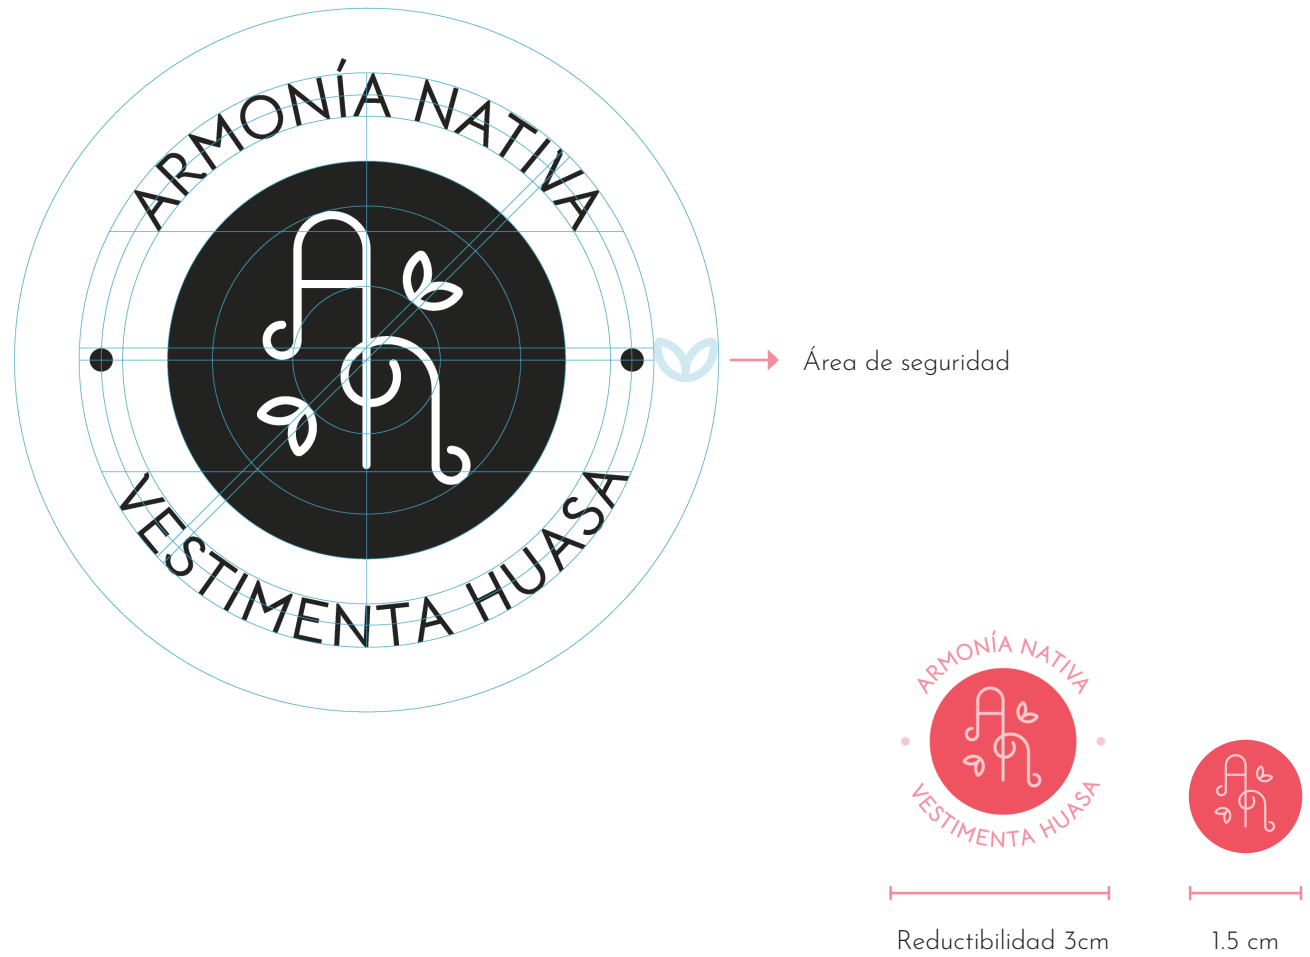 ARMONÍA NATIVA
VESTIMENTA HUASA
Área de seguridad
ARMONÍA NATIVA
VESTIMENTA HUASA
Reductibilidad 3cm
1.5 cm